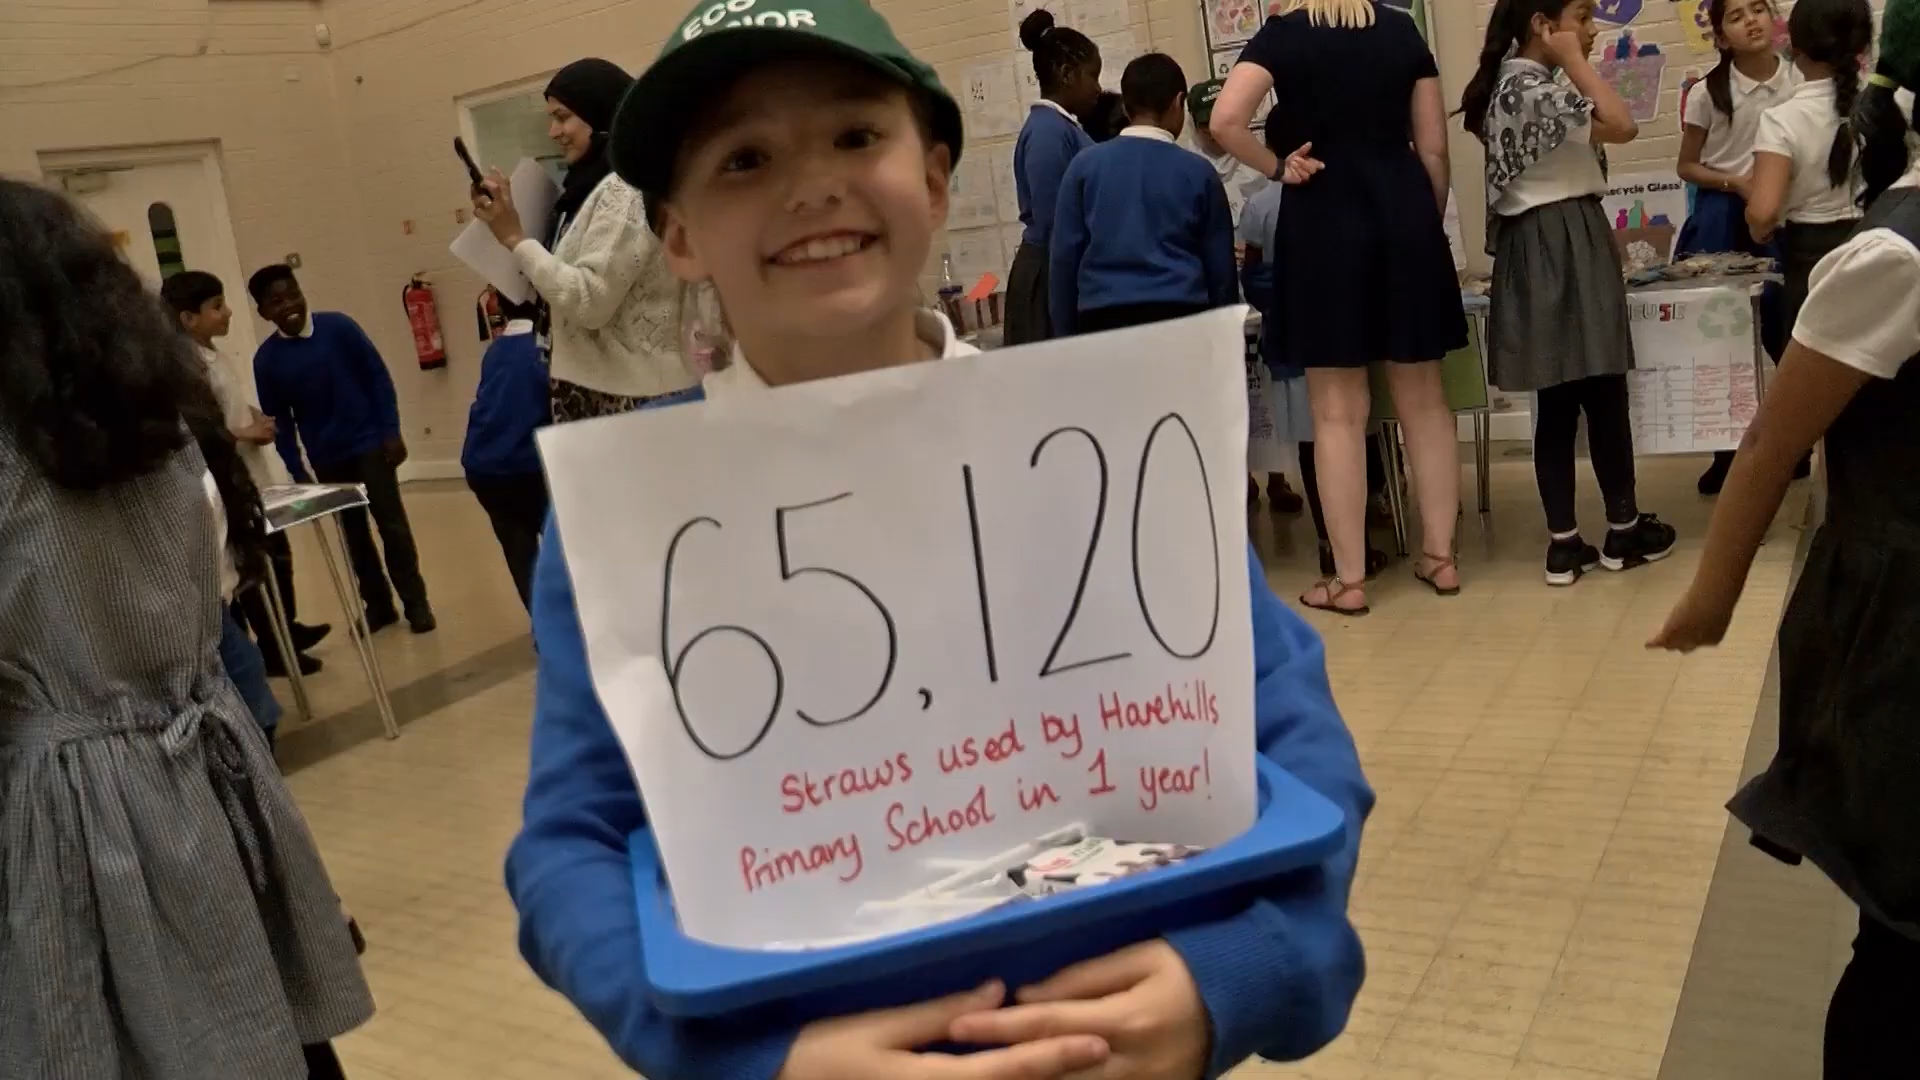 ECO
65,120
Straws used by Harehills
Primary School in 1 year!
Recycle Glass!